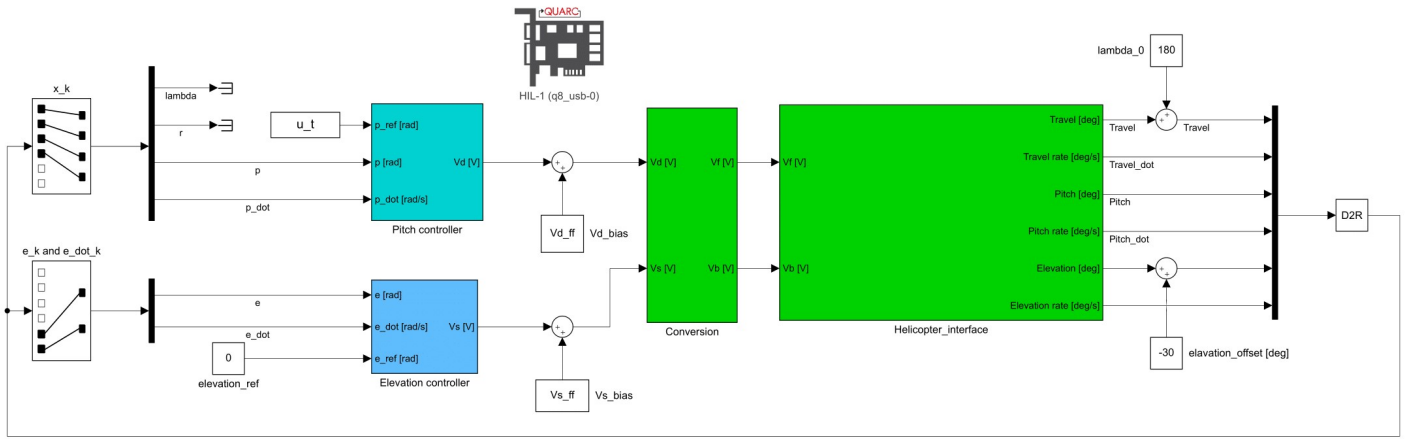 QUARC
HIL-1 (q8_usb-0)
x_k
lambda
r
p
p_dot
u_t
p_ref [rad]
p [rad]
p_dot [rad/s]
Vd [V]
Pitch controller
Vd_ff
Vd_bias
e_k and e_dot_k
e
e_dot
0
elevation_ref
e [rad]
e_dot [rad/s]
e_ref [rad]
Vs [V]
Elevation controller
Vs_ff
Vs_bias
Vd [V]
Vs [V]
Vf [V]
Vb [V]
Conversion
Vf [V]
Vb [V]
Travel [deg]
Travel rate [deg/s]
Pitch [deg]
Pitch rate [deg/s]
Elevation [deg]
Elevation rate [deg/s]
Helicopter_interface
lambda_0
180
Travel
Travel
Travel_dot
Pitch
Pitch_dot
-30
elavation_offset [deg]
D2R